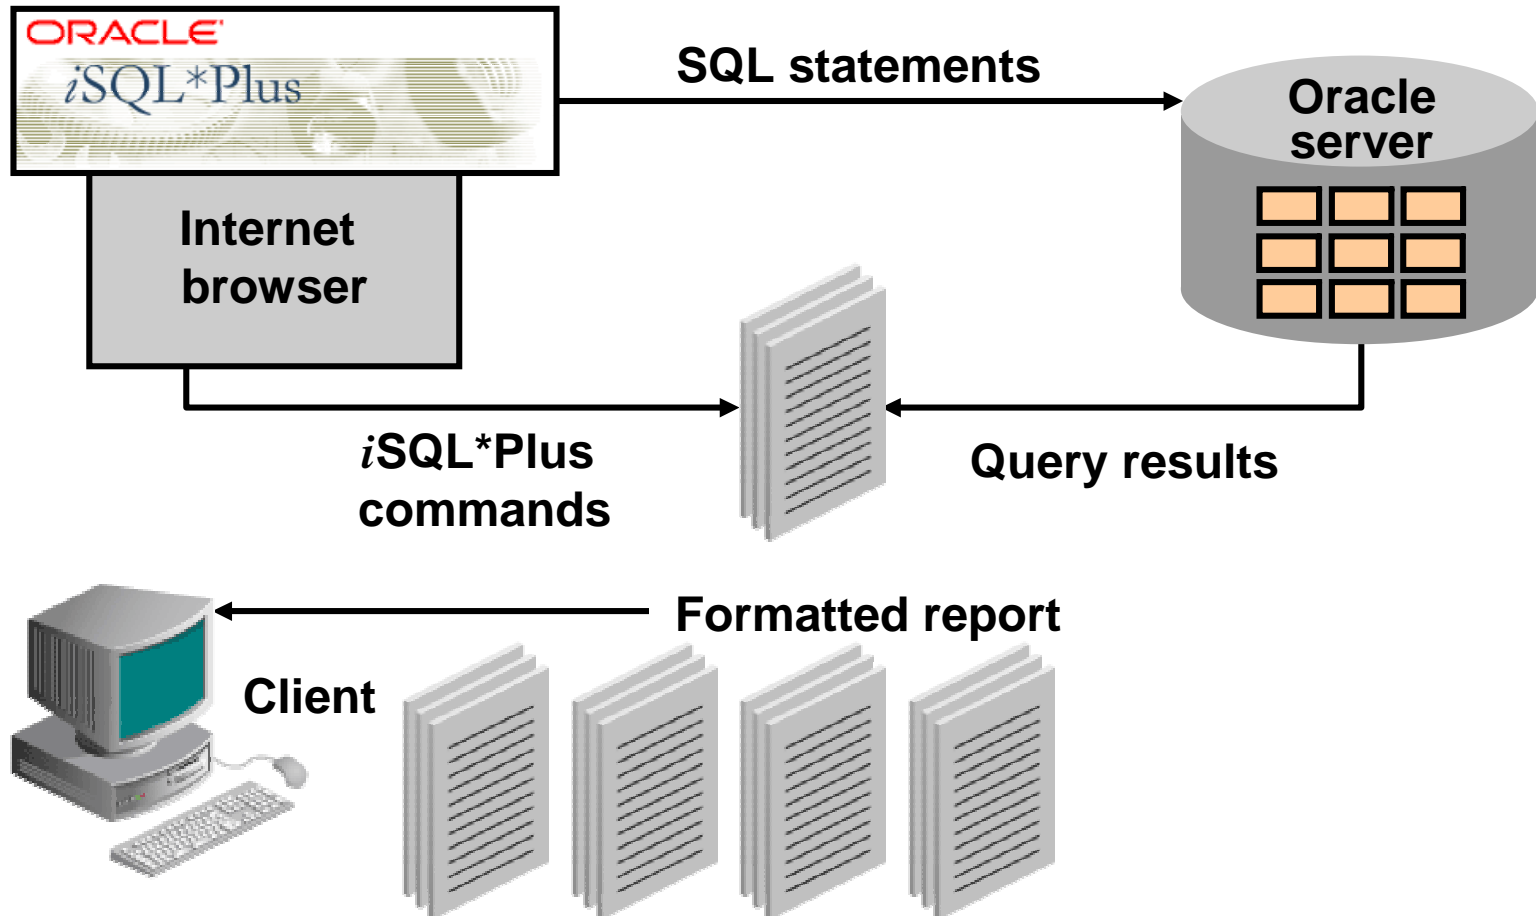 ORACLE
iSQL*Plus
SQL statements
Oracle
server
Internet
browser
iSQL*Plus
commands
Query results
Formatted report
Client